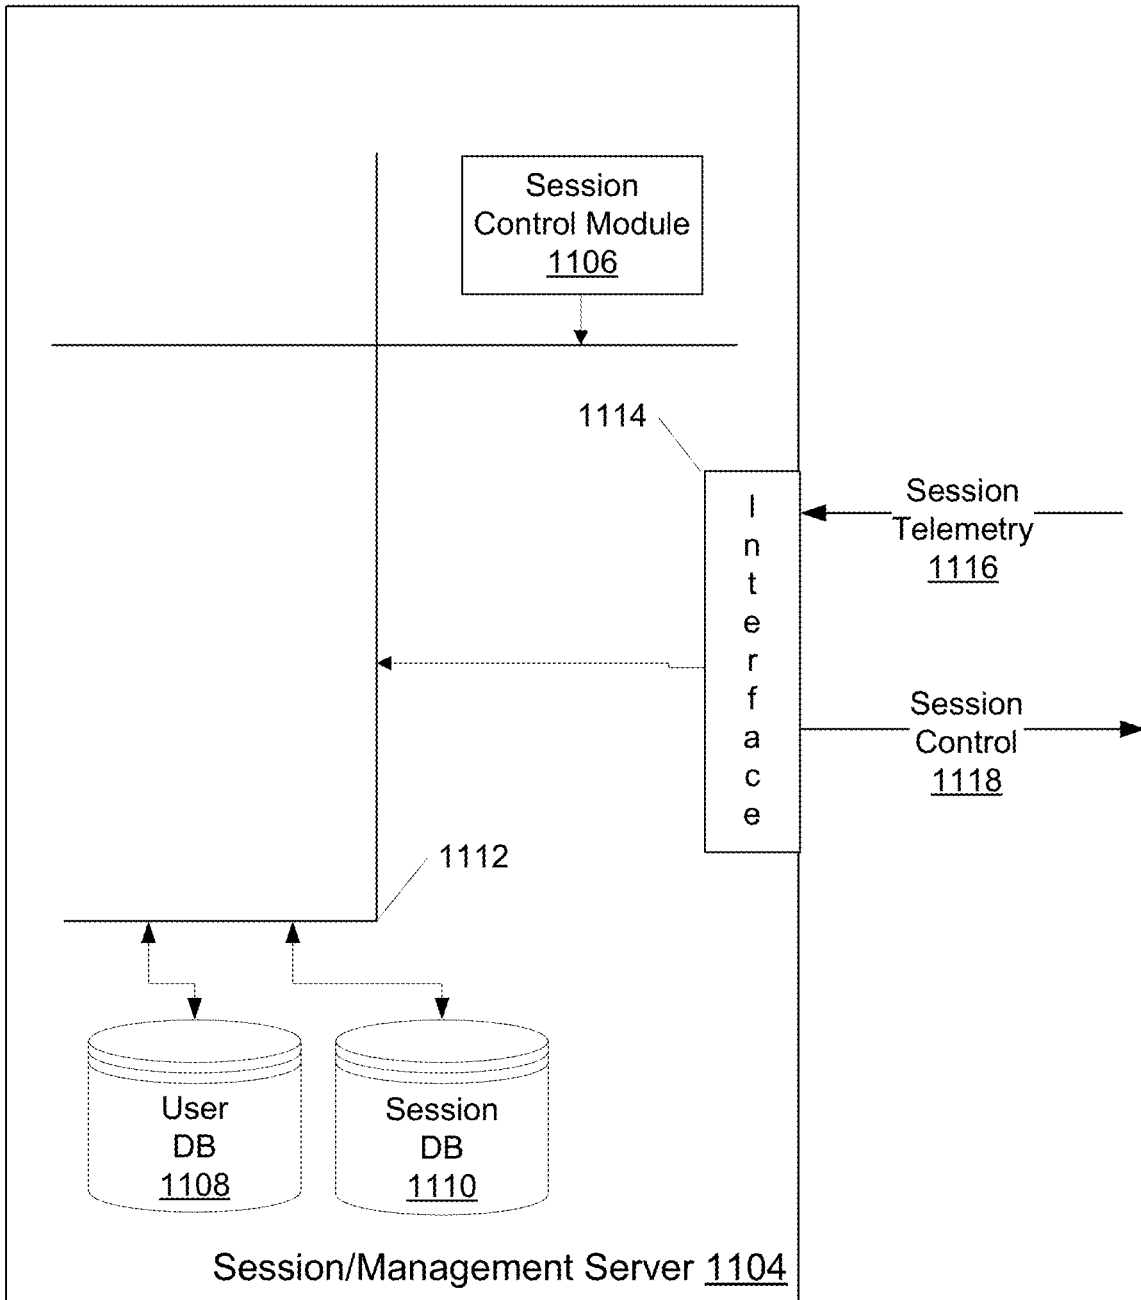 Session
Control Module
1106
1114
Interface
Session
Telemetry
1116
Session
Control
1118
1112
User
DB
1108
Session
DB
1110
Session/Management Server 1104